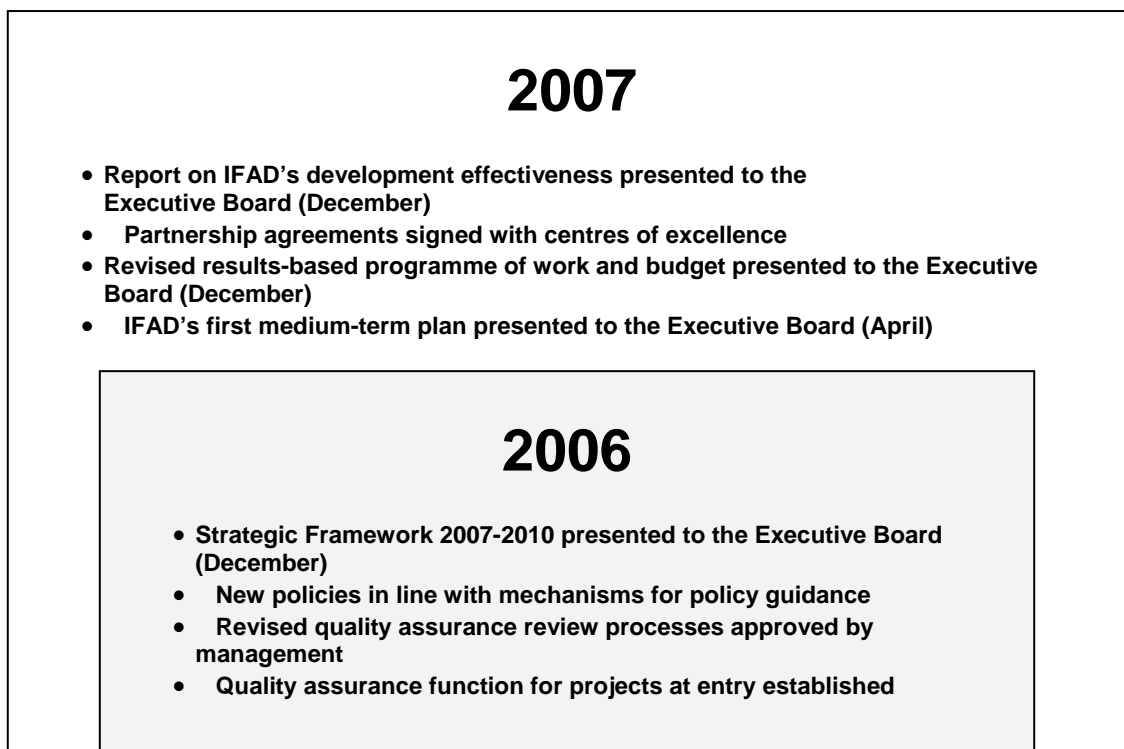 2007
• Report on IFAD’s development effectiveness presented to the
Executive Board (December)
• Partnership agreements signed with centres of excellence
• Revised results-based programme of work and budget presented to the Executive
Board (December)
• IFAD’s first medium-term plan presented to the Executive Board (April)
2006
• Strategic Framework 2007-2010 presented to the Executive Board
(December)
• New policies in line with mechanisms for policy guidance
• Revised quality assurance review processes approved by
management
• Quality assurance function for projects at entry established